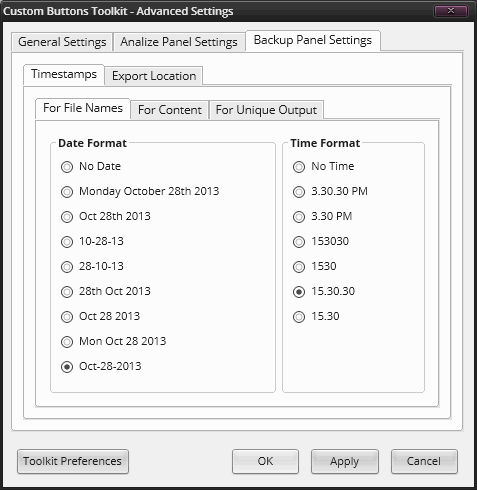 Custom Buttons Toolkit - Advanced Settings
General Settings Analize Panel Settings Backup Panel Settings
Timestamps Export Location
For File Names For Content For Unique Output
Date Format
No Date
Monday October 28th 2013
Oct 28th 2013
10-28-13
28-10-13
28th Oct 2013
Oct 28 2013
Mon Oct 28 2013
Oct-28-2013
Time Format
No Time
3.30.30 PM
3.30 PM
153030
1530
15.30.30
15.30
Toolkit Preferences OK Apply Cancel